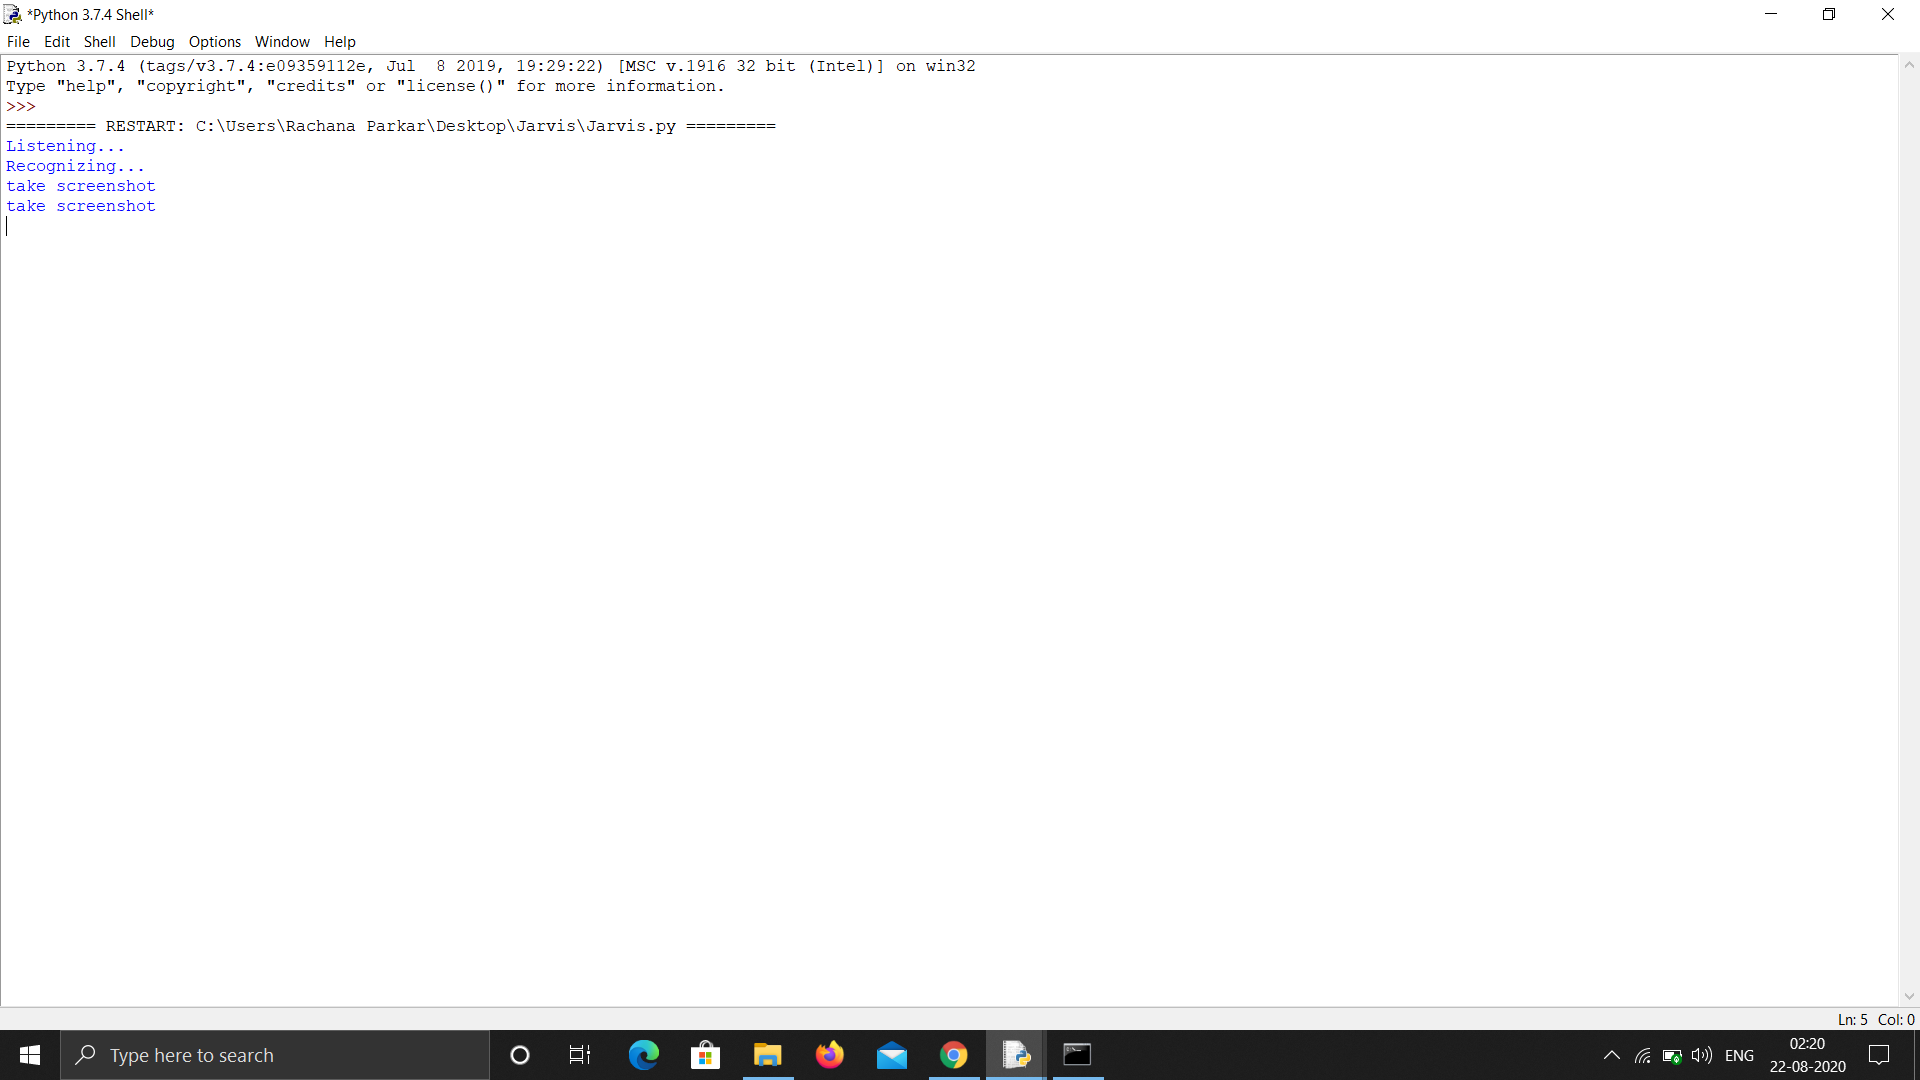 *Python 3.7.4 Shell*
File Edit Shell Debug Options Window Help
Python 3.7.4 (tags/v3.7.4:e09359112e, Jul  8 2019, 19:29:22) [MSC v.1916 32 bit (Intel)] on win32
Type "help", "copyright", "credits" or "license()" for more information.
>>>
========= RESTART: C:\Users\Rachana Parkar\Desktop\Jarvis\Jarvis.py =========
Listening...
Recognizing...
take screenshot
take screenshot
Ln: 5 Col: 0
Type here to search
ENG
02:20
22-08-2020